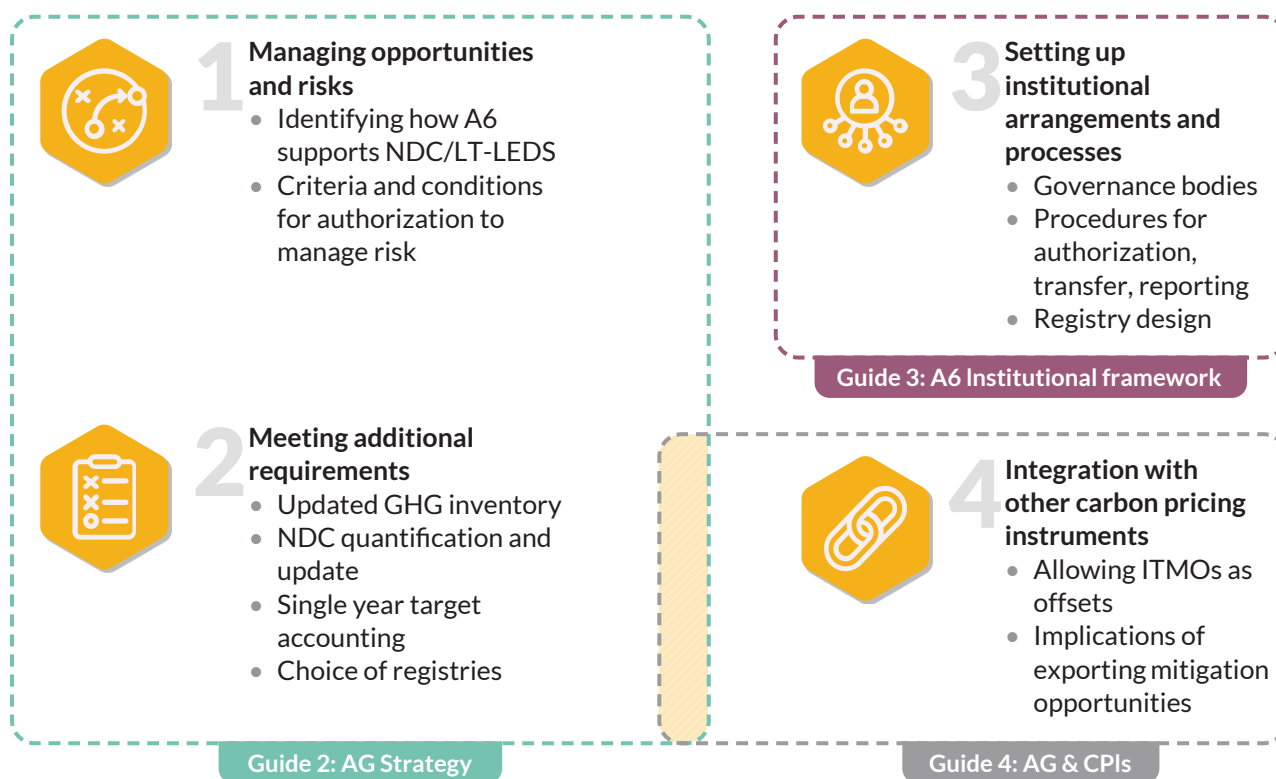 1
Managing opportunities
and risks
• Identifying how A6
supports NDC/LT-LEDS
• Criteria and conditions
for authorization to
manage risk
2
Meeting additional
requirements
• Updated GHG inventory
• NDC quantification and
update
• Single year target
accounting
• Choice of registries
Guide 2: AG Strategy
3
Setting up
institutional
arrangements and
processes
• Governance bodies
• Procedures for
authorization,
transfer, reporting
• Registry design
Guide 3: A6 Institutional framework
4
Integration with
other carbon pricing
instruments
• Allowing ITMOs as
offsets
• Implications of
exporting mitigation
opportunities
Guide 4: AG & CPIs